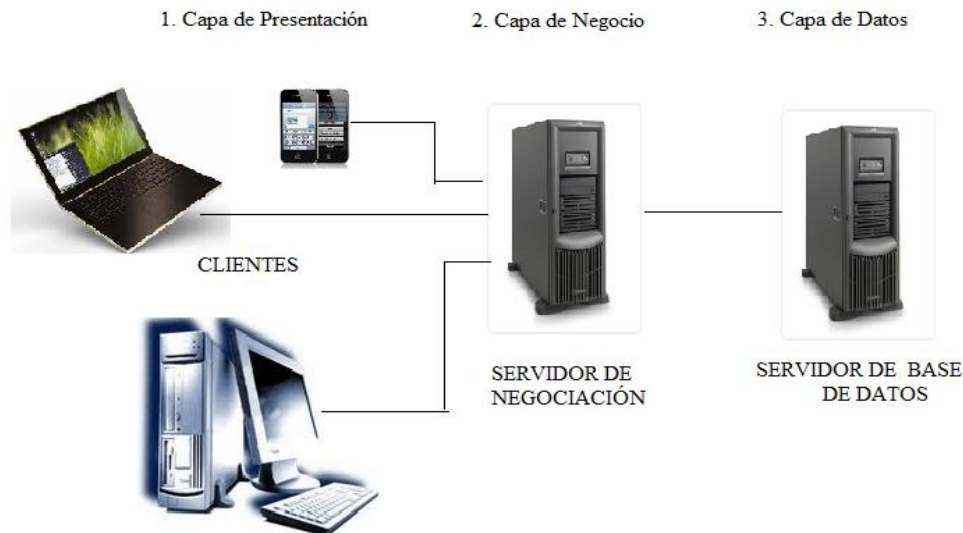 1. Capa de Presentación
2. Capa de Negocio
3. Capa de Datos
CLIENTES
SERVIDOR DE
NEGOCIACIÓN
SERVIDOR DE BASE
DE DATOS